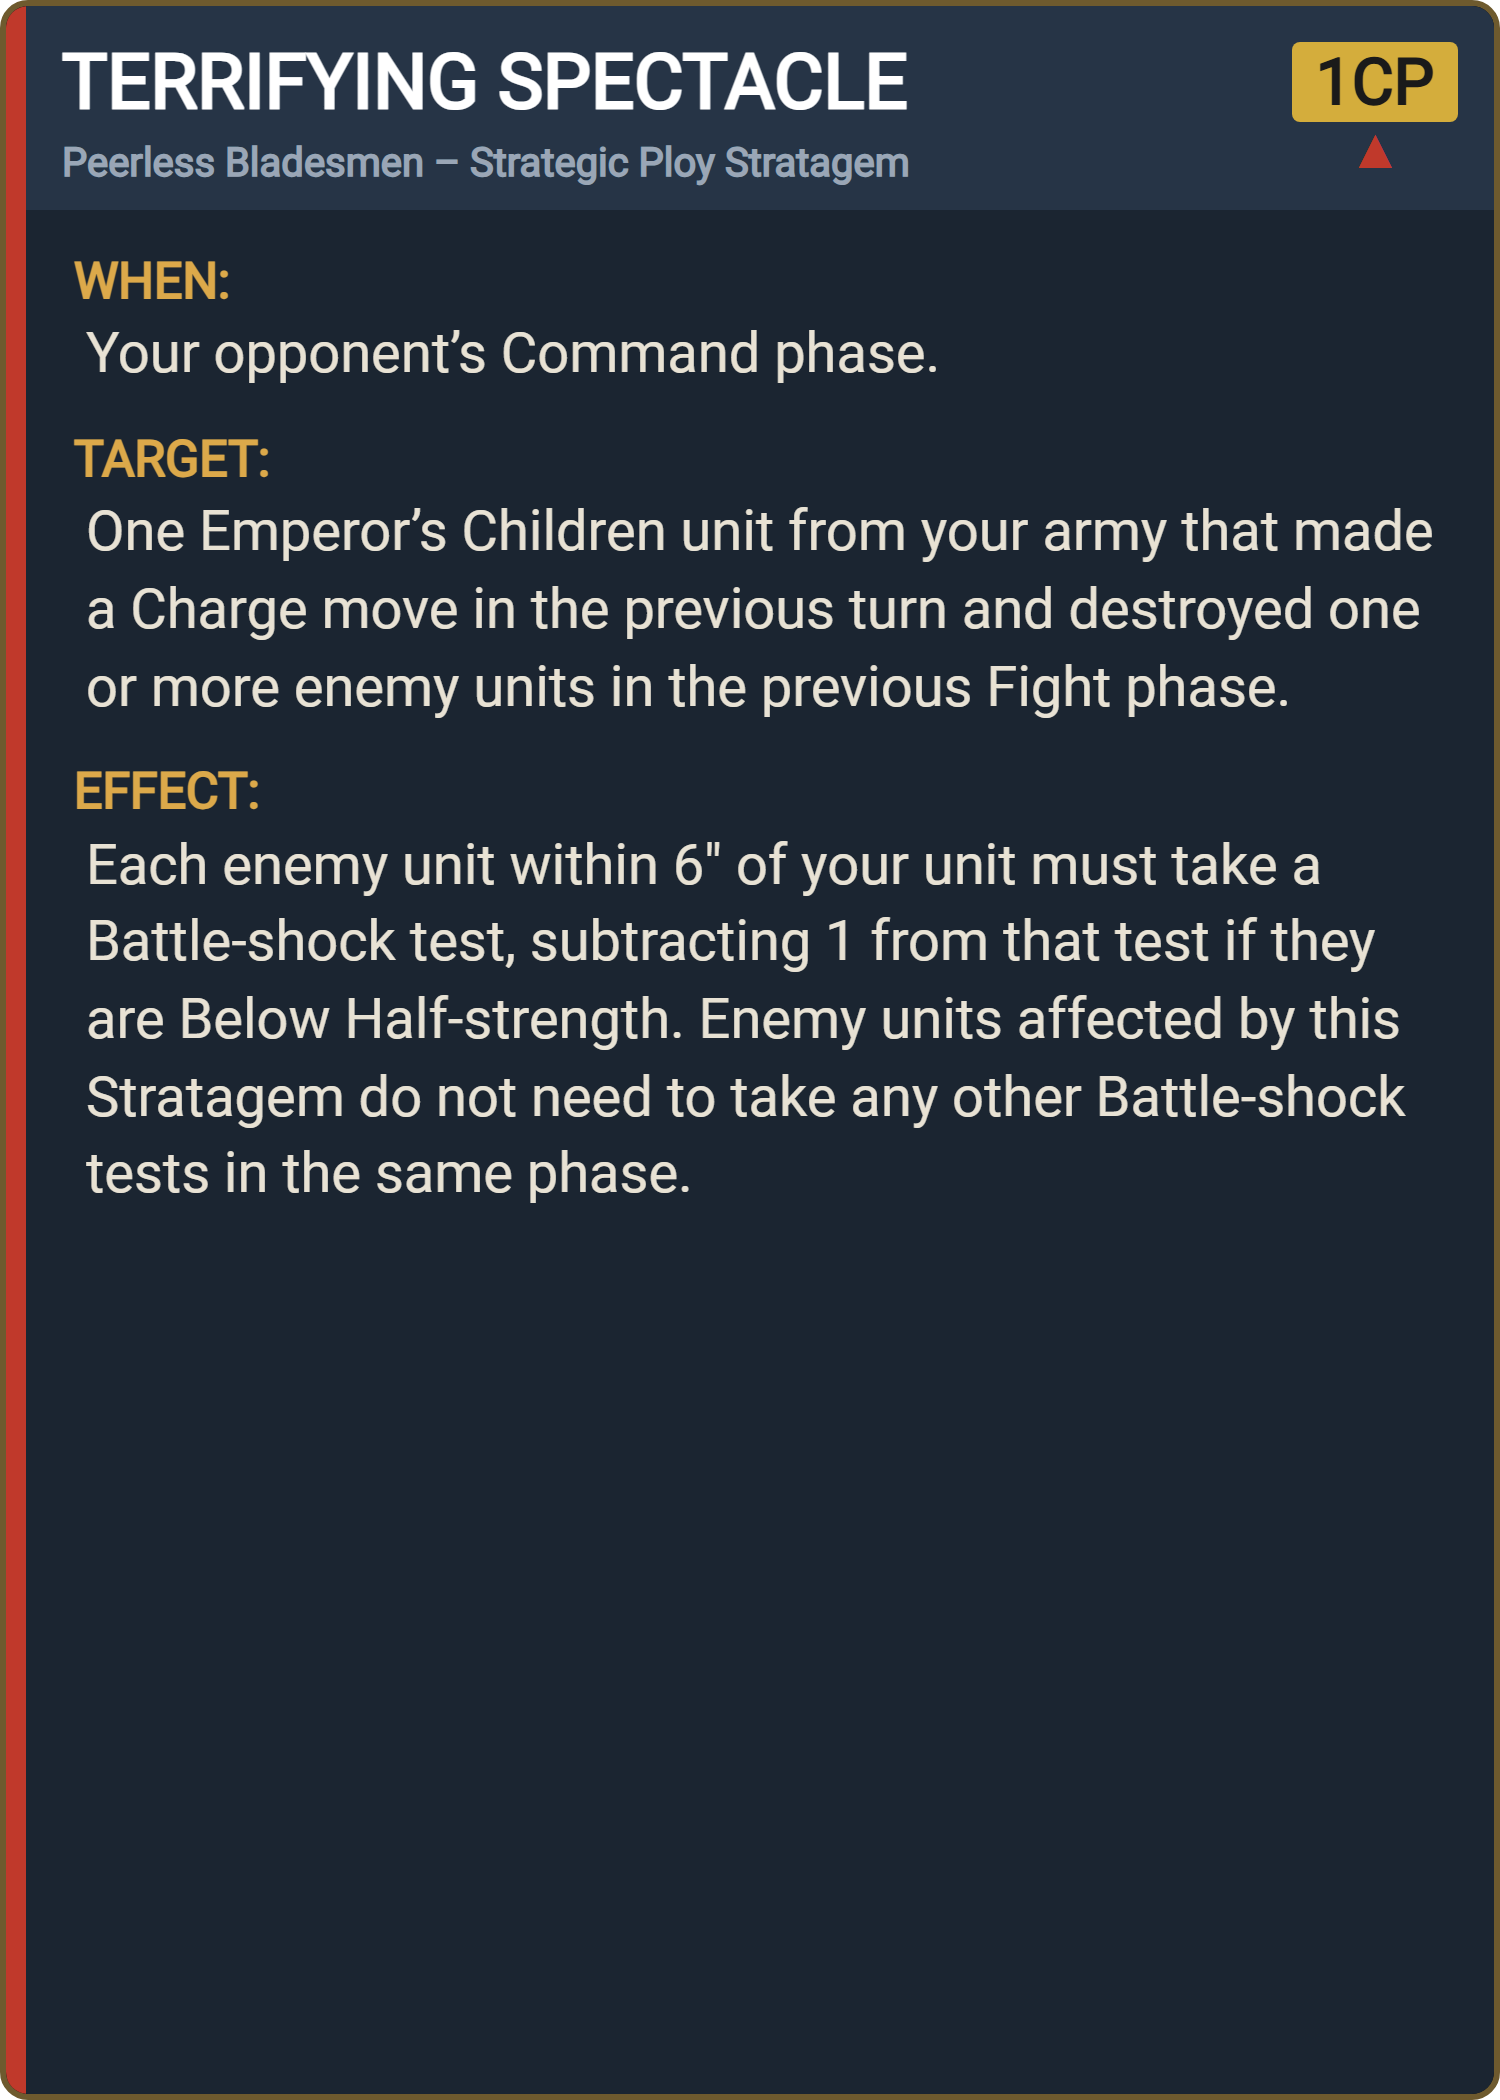 TERRIFYING SPECTACLE
1CP
Peerless Bladesmen – Strategic Ploy Stratagem
WHEN:
Your opponent’s Command phase.
TARGET:
One Emperor’s Children unit from your army that made
a Charge move in the previous turn and destroyed one
or more enemy units in the previous Fight phase.
EFFECT:
Each enemy unit within 6" of your unit must take a
Battle-shock test, subtracting 1 from that test if they
are Below Half-strength. Enemy units affected by this
Stratagem do not need to take any other Battle-shock
tests in the same phase.